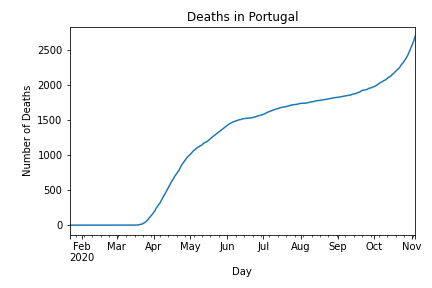 Deaths in Portugal
Number of Deaths
2500
2000
1500
1000
500
0
Feb Mar Apr May Jun Jul Aug Sep Oct Nov
2020
Day